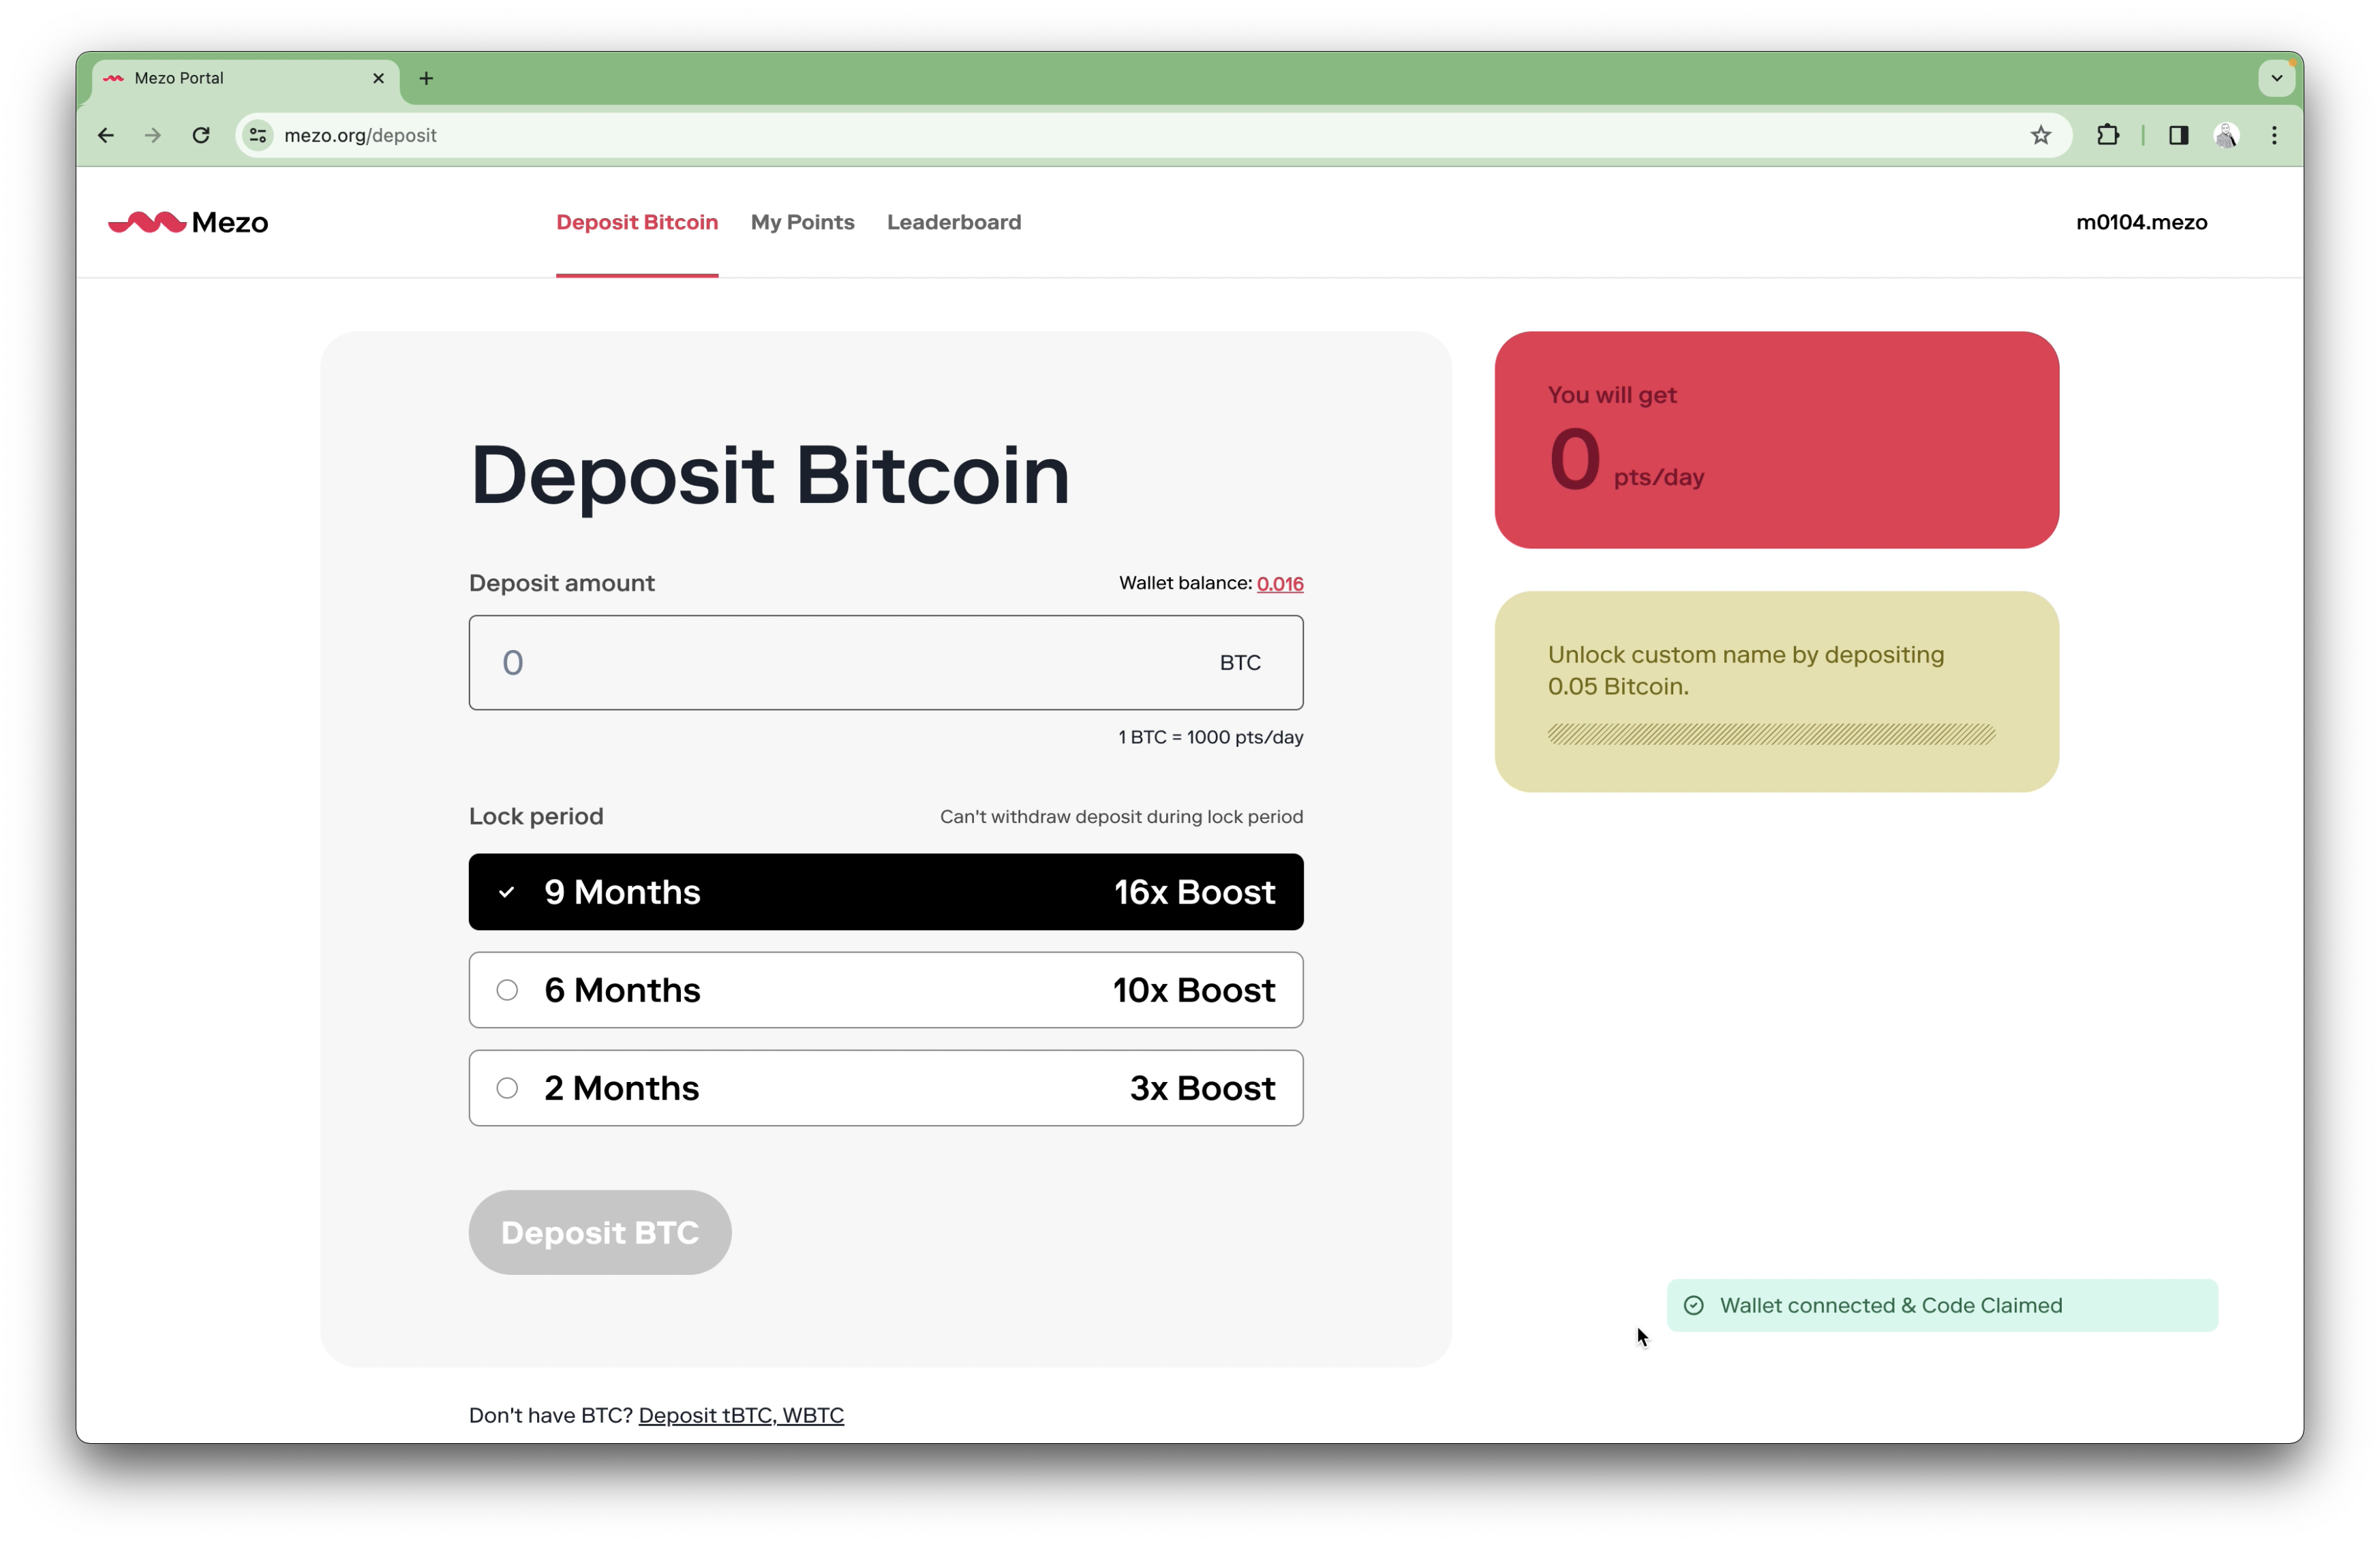 Mezo Portal
mezo.org/deposit
Mezo
Deposit Bitcoin
My Points
Leaderboard
m0104.mezo
Deposit Bitcoin
Deposit amount
Wallet balance: 0.016
0
BTC
1 BTC = 1000 pts/day
Lock period
Can't withdraw deposit during lock period
9 Months
16x Boost
6 Months
10x Boost
2 Months
3x Boost
Deposit BTC
Don't have BTC? Deposit tBTC, WBTC
You will get
0 pts/day
Unlock custom name by depositing
0.05 Bitcoin.
Wallet connected & Code Claimed